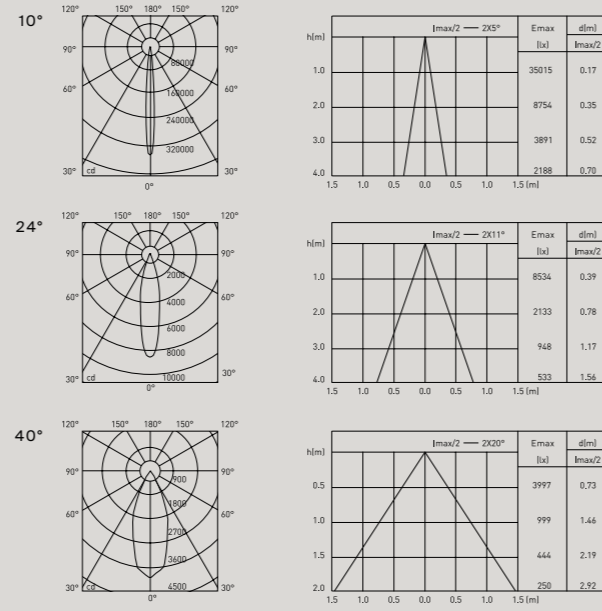 10°
120° 150° 180° 150° 120°
90° 90°
80000
60° 160000 60°
240000
320000
30° cd 30°
0°
Imax/2 — 2X5° Emax d(m)
h(m) (lx) Imax/2
1.0 35015 0.17
2.0 8754 0.35
3.0 3891 0.52
4.0 2188 0.70
1.5 1.0 0.5 0.0 0.5 1.0 1.5 (m)
24°
120° 150° 180° 150° 120°
90° 90°
2000
60° 4000 60°
6000
8000
30° cd 10000 30°
0°
Imax/2 — 2X11° Emax d(m)
h(m) (lx) Imax/2
1.0 8534 0.39
2.0 2133 0.78
3.0 948 1.17
4.0 533 1.56
1.5 1.0 0.5 0.0 0.5 1.0 1.5 (m)
40°
120° 150° 180° 150° 120°
90° 90°
900
1800
60° 2700 60°
3600
30° cd 4500 30°
0°
Imax/2 — 2X20° Emax d(m)
h(m) (lx) Imax/2
0.5 3997 0.73
1.0 999 1.46
1.5 444 2.19
2.0 250 2.92
1.5 1.0 0.5 0.0 0.5 1.0 1.5 (m)